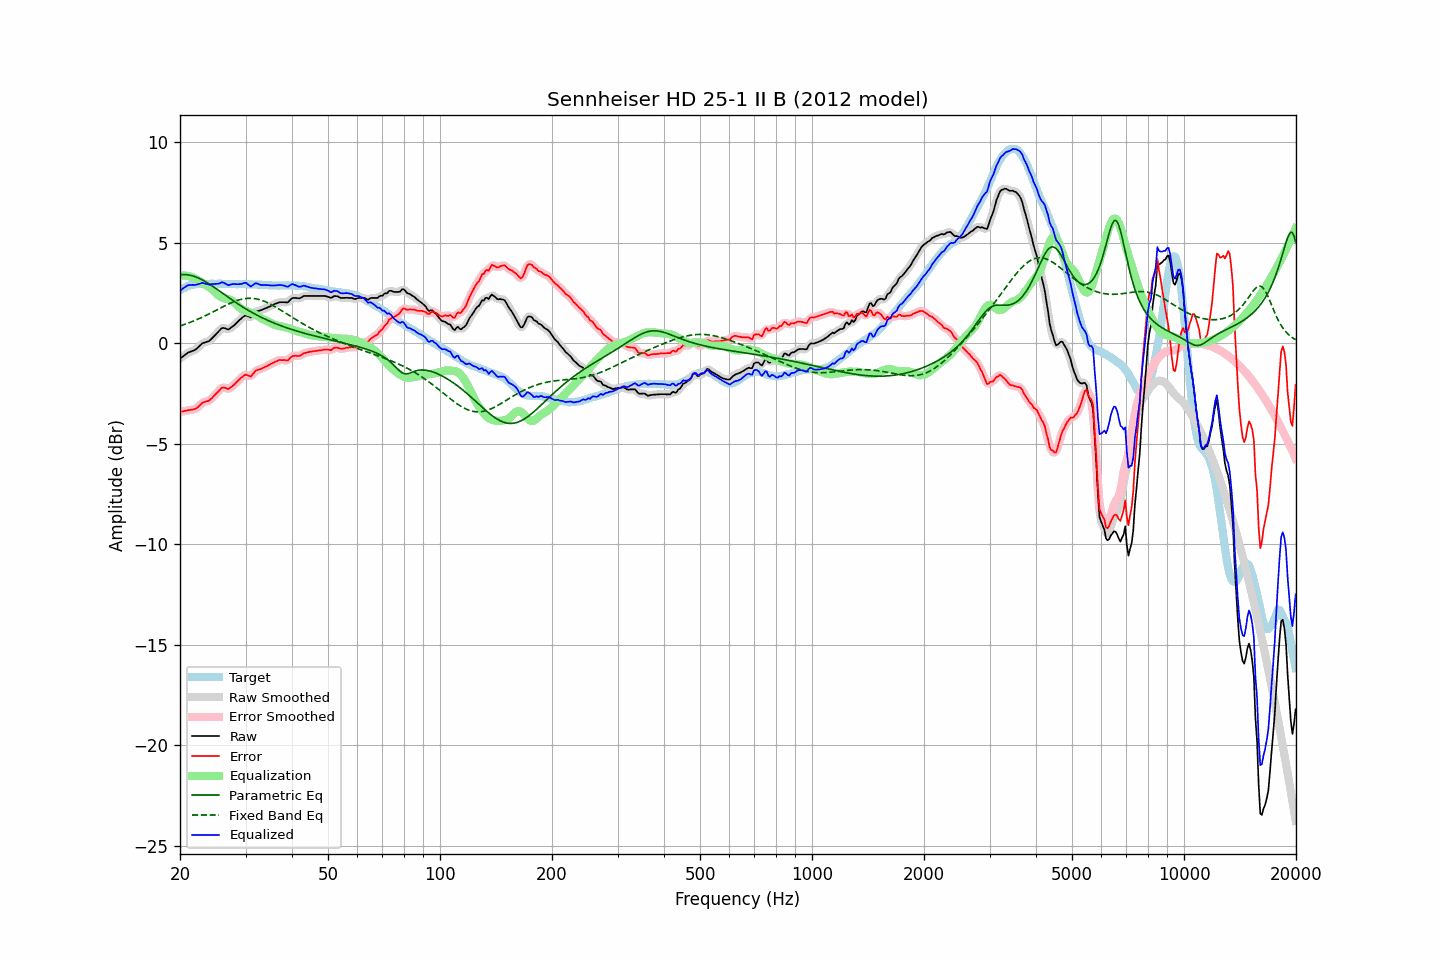 Sennheiser HD 25-1 II B (2012 model)
Amplitude (dBr)
10
5
0
−5
−10
−15
−20
−25
Target
Raw Smoothed
Error Smoothed
Raw
Error
Equalization
Parametric Eq
Fixed Band Eq
Equalized
20
50
100
200
500
1000
2000
5000
10000
20000
Frequency (Hz)